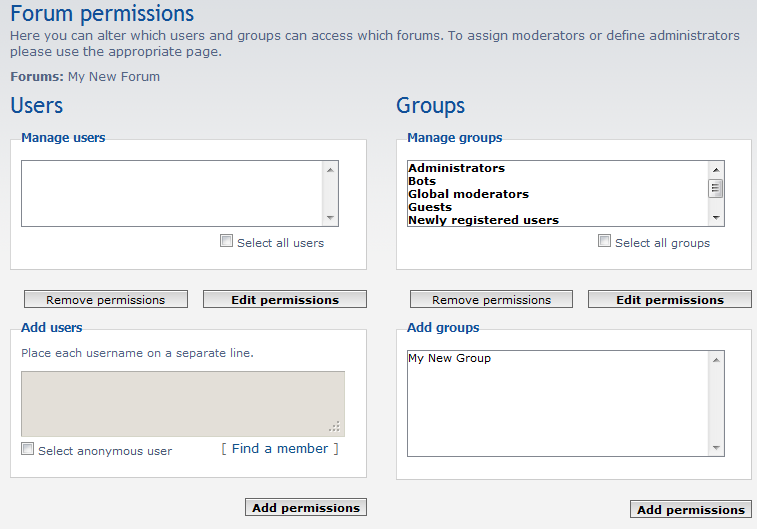 Forum permissions
Here you can alter which users and groups can access which forums. To assign moderators or define administrators
please use the appropriate page.
Forums: My New Forum
Users
Manage users
Select all users
Remove permissions
Edit permissions
Add users
Place each username on a separate line.
Select anonymous user
[ Find a member ]
Add permissions
Groups
Manage groups
Administrators
Bots
Global moderators
Guests
Newly registered users
Select all groups
Remove permissions
Edit permissions
Add groups
My New Group
Add permissions